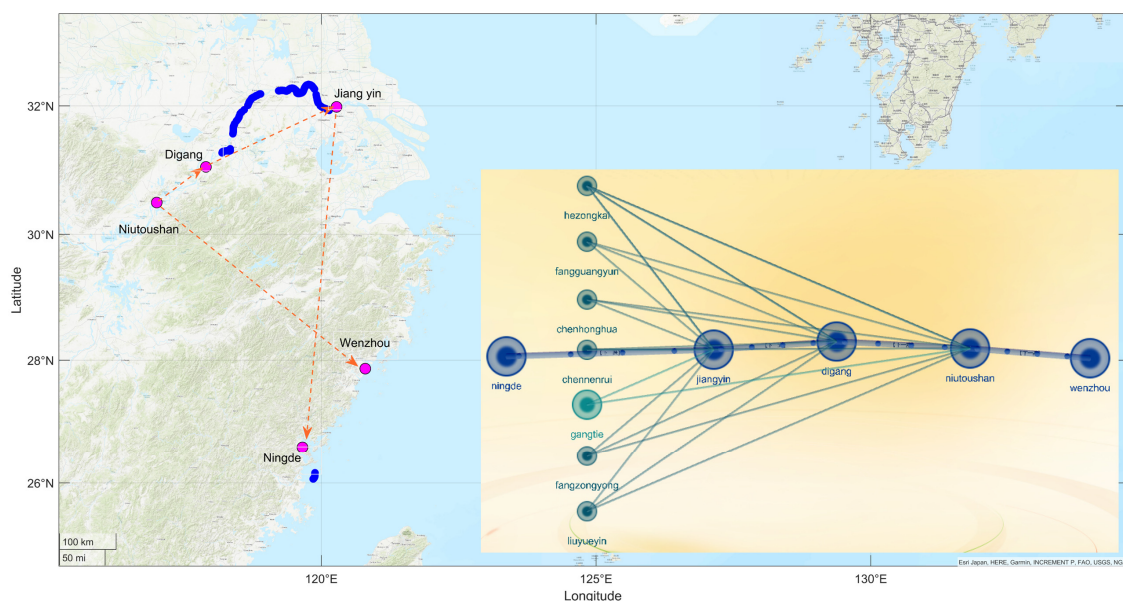 32°N
30°N
28°N
26°N
Latitude
Jiang yin
Digang
Niutoushan
Wenzhou
Ningde
100 km
50 mi
120°E
125°E
130°E
Longitude
hezongkai
fangguangyun
chenhonghua
chennenrui
gangtie
fangzongyong
liuyueyin
ningde
jiangyin
digang
niutoushan
wenzhou
Esri Japan, HERE, Garmin, INCREMENT P, FAO, USGS, NG